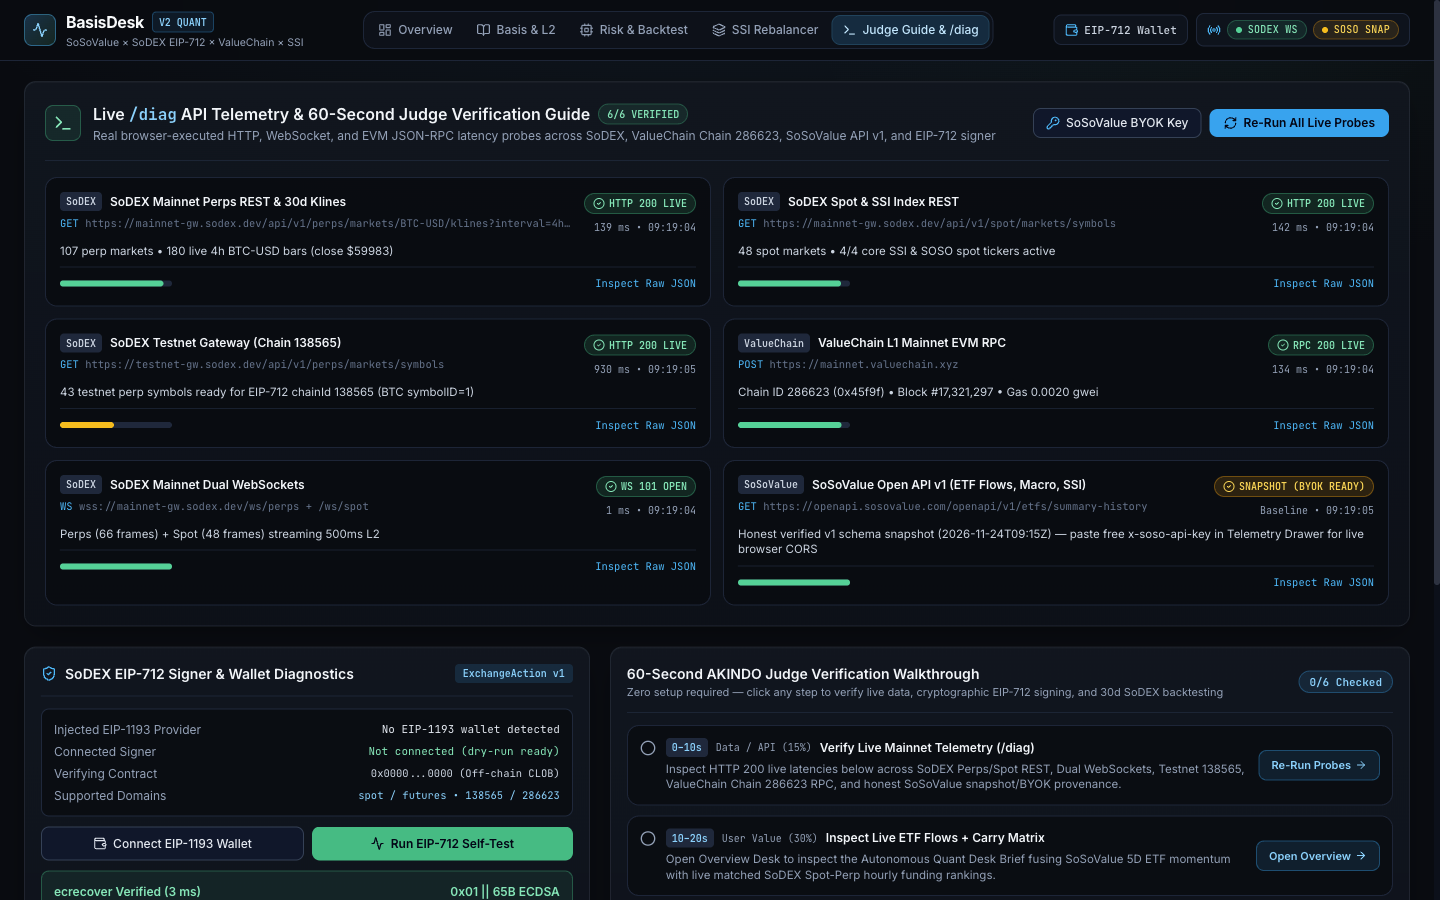 BasisDesk V2 QUANT
SoSoValue × SoDEX EIP-712 × ValueChain × SSI
Overview
Basis & L2
Risk & Backtest
SSI Rebalancer
Judge Guide & /diag
EIP-712 Wallet
SODEX WS
SOSO SNAP
Live /diag API Telemetry & 60-Second Judge Verification Guide 6/6 VERIFIED
Real browser-executed HTTP, WebSocket, and EVM JSON-RPC latency probes across SoDEX, ValueChain Chain 286623, SoSoValue API v1, and EIP-712 signer
SoSoValue BYOK Key
Re-Run All Live Probes
SoDEX SoDEX Mainnet Perps REST & 30d Klines
HTTP 200 LIVE
GET https://mainnet-gw.sodex.dev/api/v1/perps/markets/BTC-USD/klines?interval=4h…
139 ms • 09:19:04
107 perp markets • 180 live 4h BTC-USD bars (close $59983)
Inspect Raw JSON
SoDEX SoDEX Spot & SSI Index REST
HTTP 200 LIVE
GET https://mainnet-gw.sodex.dev/api/v1/spot/markets/symbols
142 ms • 09:19:04
48 spot markets • 4/4 core SSI & SOSO spot tickers active
Inspect Raw JSON
SoDEX SoDEX Testnet Gateway (Chain 138565)
HTTP 200 LIVE
GET https://testnet-gw.sodex.dev/api/v1/perps/markets/symbols
930 ms • 09:19:05
43 testnet perp symbols ready for EIP-712 chainId 138565 (BTC symbolID=1)
Inspect Raw JSON
ValueChain ValueChain L1 Mainnet EVM RPC
RPC 200 LIVE
POST https://mainnet.valuechain.xyz
134 ms • 09:19:04
Chain ID 286623 (0x45f9f) • Block #17,321,297 • Gas 0.0020 gwei
Inspect Raw JSON
SoDEX SoDEX Mainnet Dual WebSockets
WS 101 OPEN
WS wss://mainnet-gw.sodex.dev/ws/perps + /ws/spot
1 ms • 09:19:04
Perps (66 frames) + Spot (48 frames) streaming 500ms L2
Inspect Raw JSON
SoSoValue SoSoValue Open API v1 (ETF Flows, Macro, SSI)
SNAPSHOT (BYOK READY)
GET https://openapi.sosovalue.com/openapi/v1/etfs/summary-history
Baseline • 09:19:05
Honest verified v1 schema snapshot (2026-11-24T09:15Z) — paste free x-soso-api-key in Telemetry Drawer for live
browser CORS
Inspect Raw JSON
SoDEX EIP-712 Signer & Wallet Diagnostics
ExchangeAction v1
Injected EIP-1193 Provider No EIP-1193 wallet detected
Connected Signer Not connected (dry-run ready)
Verifying Contract 0x0000...0000 (Off-chain CLOB)
Supported Domains spot / futures • 138565 / 286623
Connect EIP-1193 Wallet
Run EIP-712 Self-Test
ecrecover Verified (3 ms) 0x01 || 65B ECDSA
60-Second AKINDO Judge Verification Walkthrough
Zero setup required — click any step to verify live data, cryptographic EIP-712 signing, and 30d SoDEX backtesting
0/6 Checked
0–10s Data / API (15%) Verify Live Mainnet Telemetry (/diag)
Inspect HTTP 200 live latencies below across SoDEX Perps/Spot REST, Dual WebSockets, Testnet 138565,
ValueChain Chain 286623 RPC, and honest SoSoValue snapshot/BYOK provenance.
Re-Run Probes →
10–20s User Value (30%) Inspect Live ETF Flows + Carry Matrix
Open Overview Desk to inspect the Autonomous Quant Desk Brief fusing SoSoValue 5D ETF momentum
with live matched SoDEX Spot-Perp hourly funding rankings.
Open Overview →